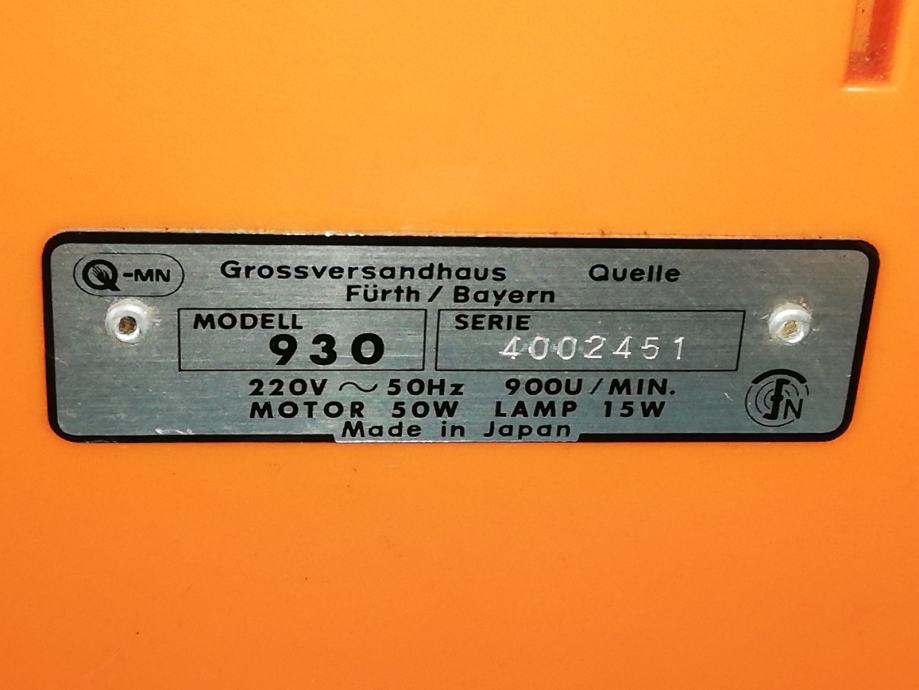 Q-MN Grossversandhaus Quelle
Fürth / Bayern
MODELL SERIE
930 4002451
220V ~ 50Hz 900U/MIN.
MOTOR 50W LAMP 15W
fN
Made in Japan